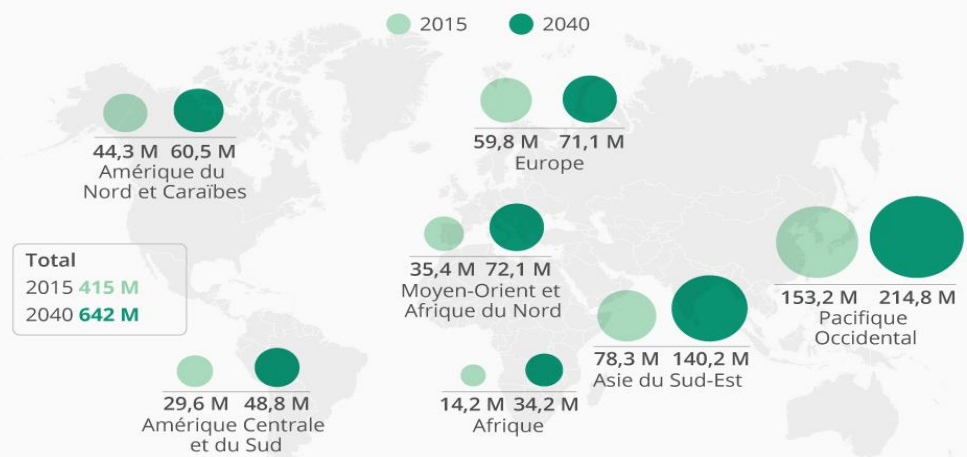 2015 2040
44,3 M 60,5 M
Amérique du
Nord et Caraïbes
59,8 M 71,1 M
Europe
Total
2015 415 M
2040 642 M
35,4 M 72,1 M
Moyen-Orient et
Afrique du Nord
153,2 M 214,8 M
Pacifique
Occidental
78,3 M 140,2 M
Asie du Sud-Est
29,6 M 48,8 M
Amérique Centrale
et du Sud
14,2 M 34,2 M
Afrique